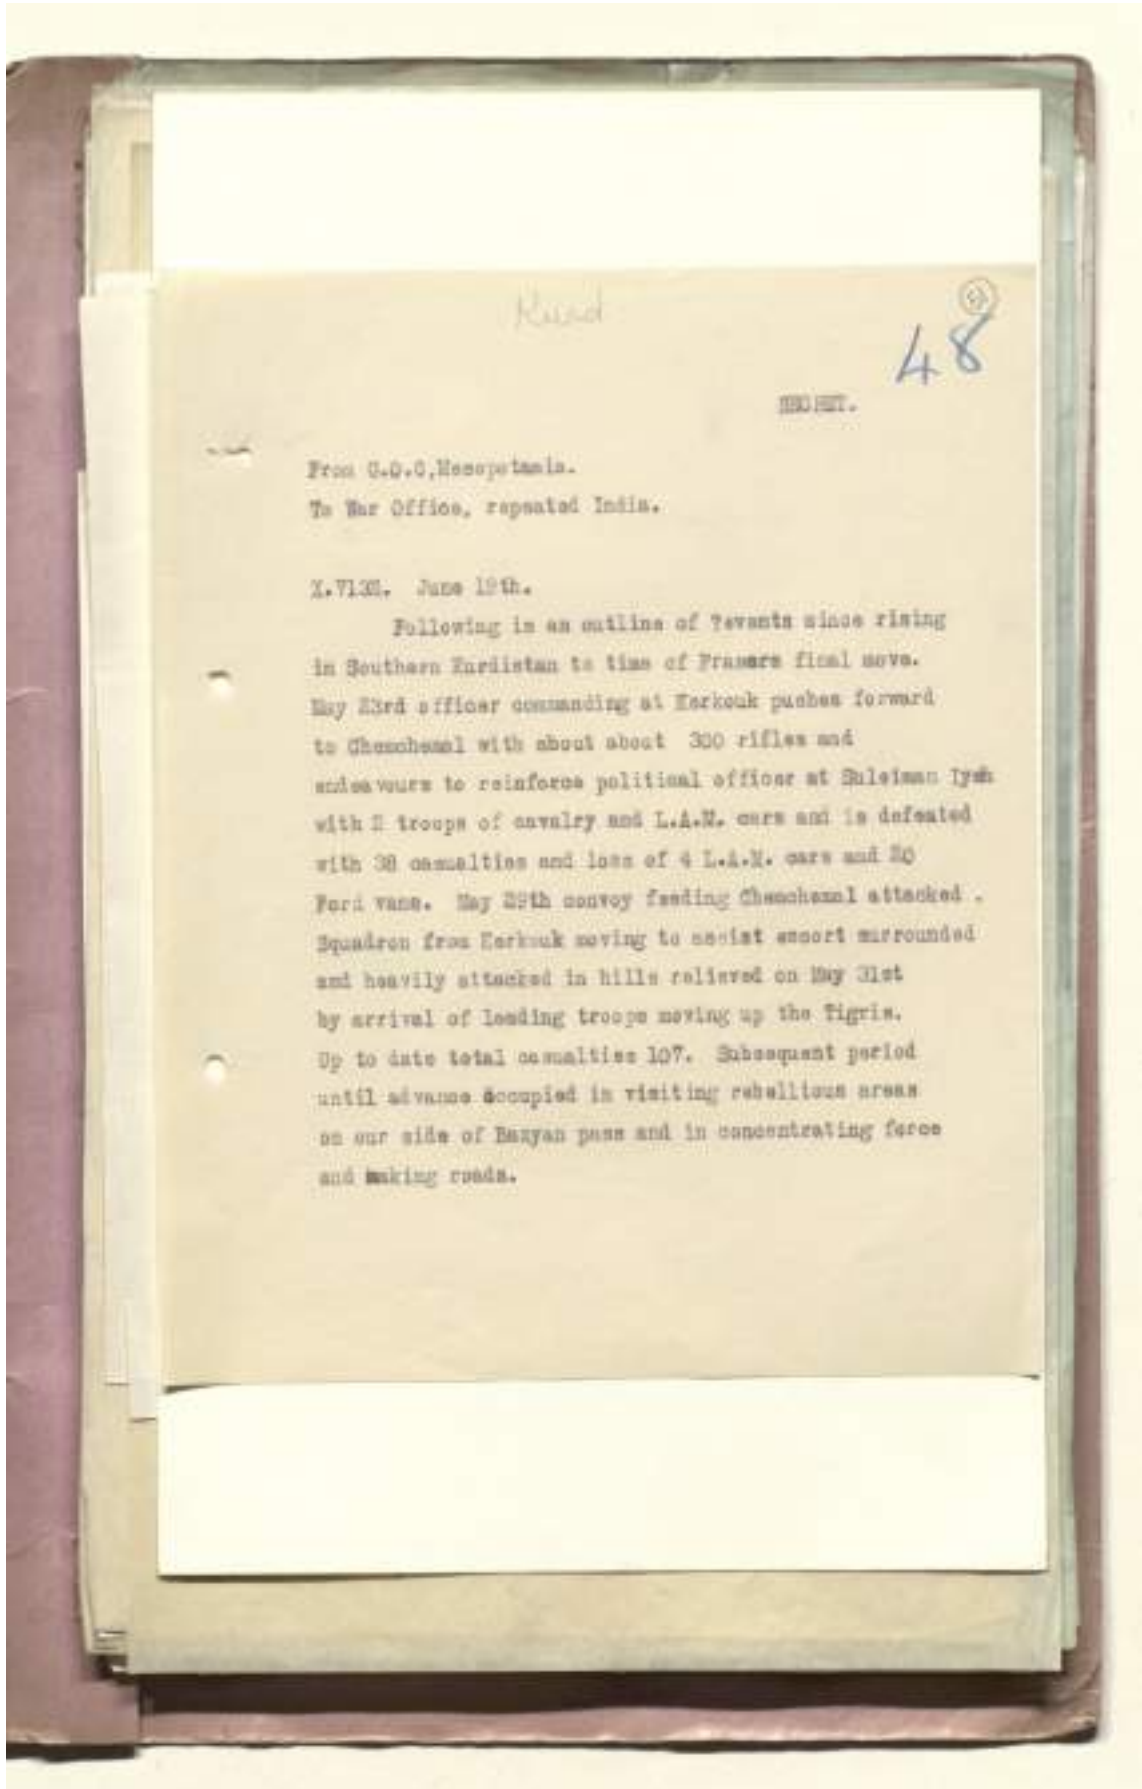 Kurd
48
SECRET.
From G.O.C, Mesopotamia.
To War Office, repeated India.
June 19th.
Following is an outline of ?events since rising
in Southern Kurdistan to time of Frasers final move.
May 23rd officer commanding at Kerkouk pushes forward
to Chemchemal with about about 300 rifles and
endeavours to reinforce political officer at Suleiman Iyah
with 2 troops of cavalry and L.A.M. cars and is defeated
with 38 casualties and loss of 4 L.A.M. cars and 20
Ford vans. May 29th convoy feeding Chemchemal attacked .
Squadron from Kerkouk moving to assist escort surrounded
and heavily attacked in hills relieved on May 31st
by arrival of leading troops moving up the Tigris.
Up to date total casualties 107. Subsequent period
until advance occupied in visiting rebellious areas
on our side of Bazyan pass and in concentrating force
and making roads.